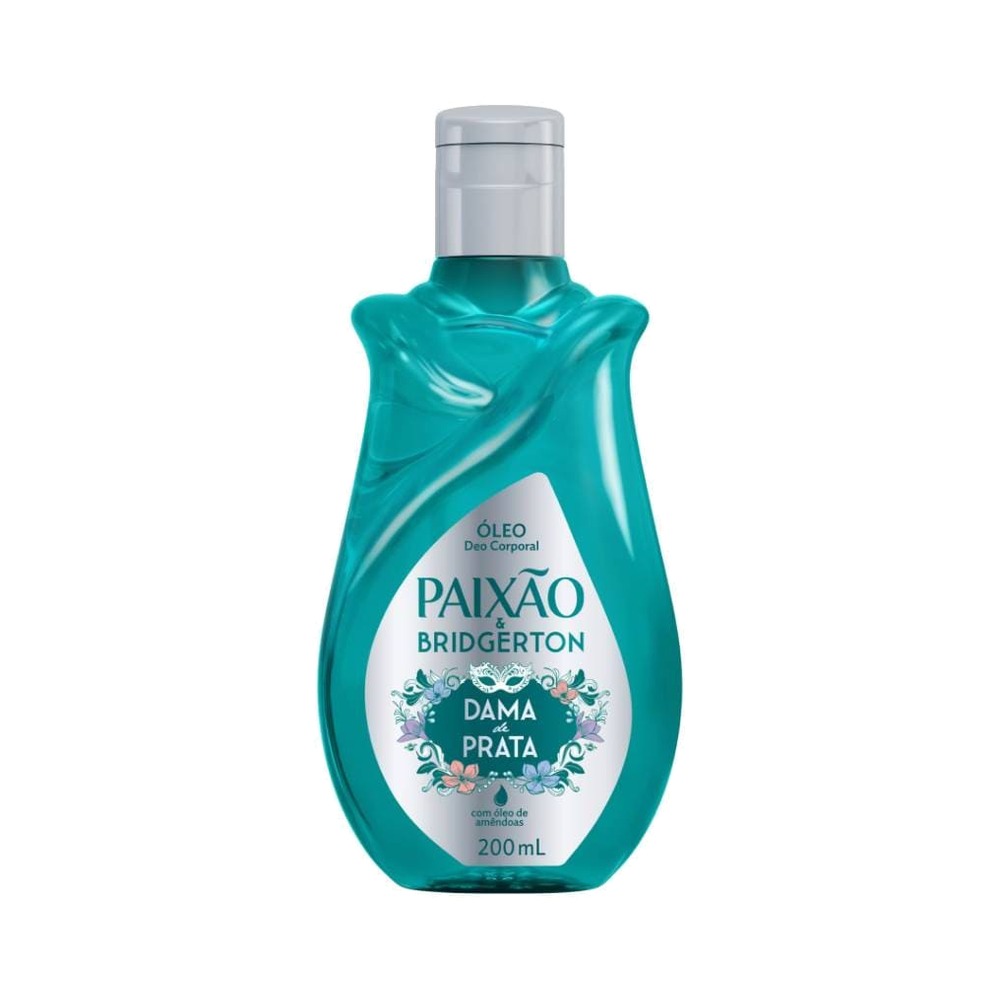 ÓLEO
Deo Corporal
PAIXÃO
&
BRIDGERTON
DAMA
de
PRATA
com óleo de
amêndoas
200 mL